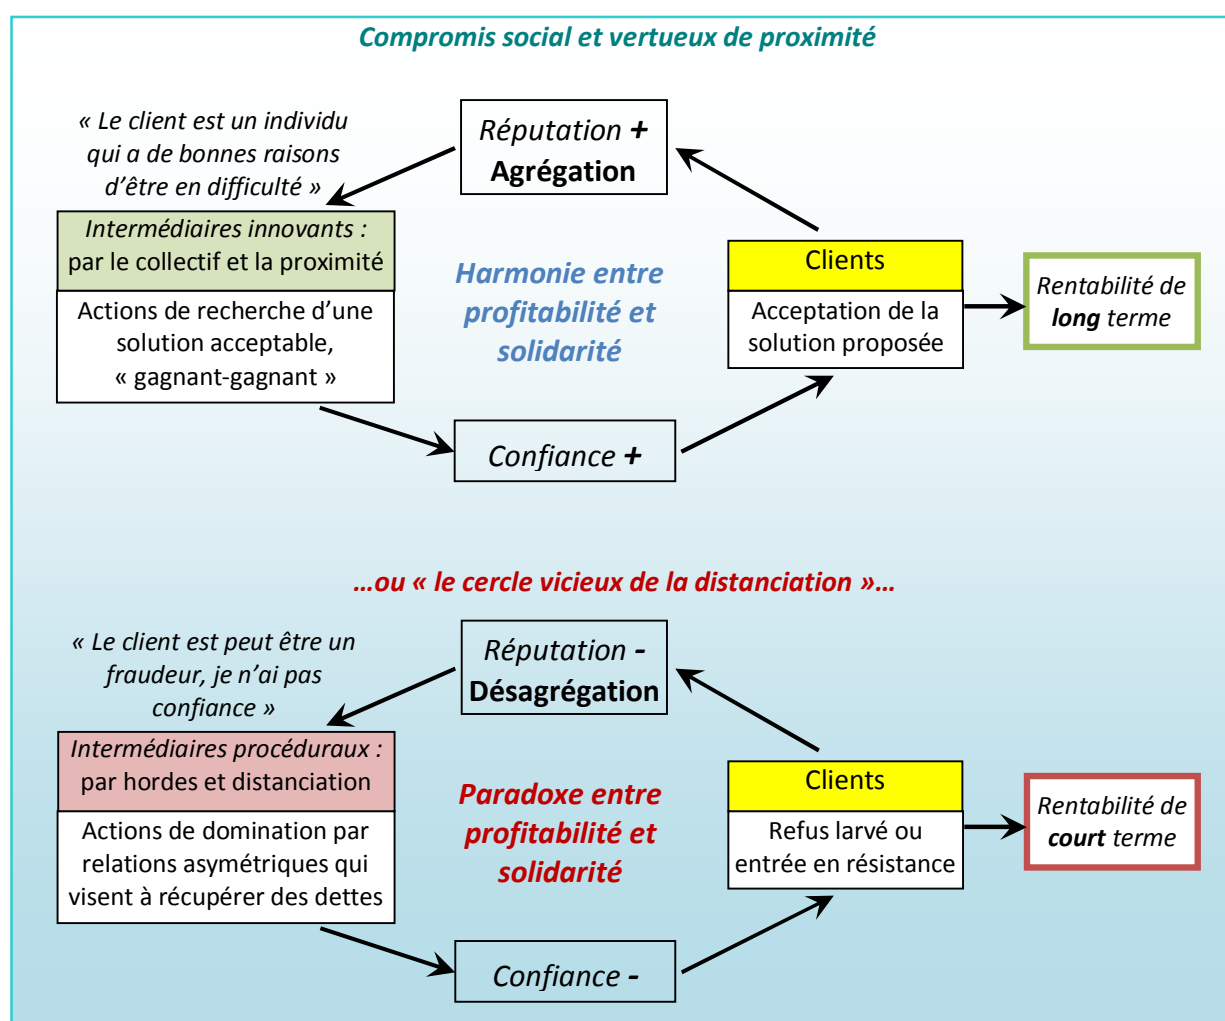 Compromis social et vertueux de proximité
« Le client est un individu
qui a de bonnes raisons
d’être en difficulté »
Réputation +
Agrégation
Intermédiaires innovants :
par le collectif et la proximité
Actions de recherche d’une
solution acceptable,
« gagnant-gagnant »
Harmonie entre
profitabilité et
solidarité
Clients
Acceptation de la
solution proposée
Rentabilité de
long terme
Confiance +
…ou « le cercle vicieux de la distanciation »…
« Le client est peut être un
fraudeur, je n’ai pas
confiance »
Réputation -
Désagrégation
Intermédiaires procéduraux :
par hordes et distanciation
Actions de domination par
relations asymétriques qui
visent à récupérer des dettes
Paradoxe entre
profitabilité et
solidarité
Clients
Refus larvé ou
entrée en résistance
Rentabilité de
court terme
Confiance -